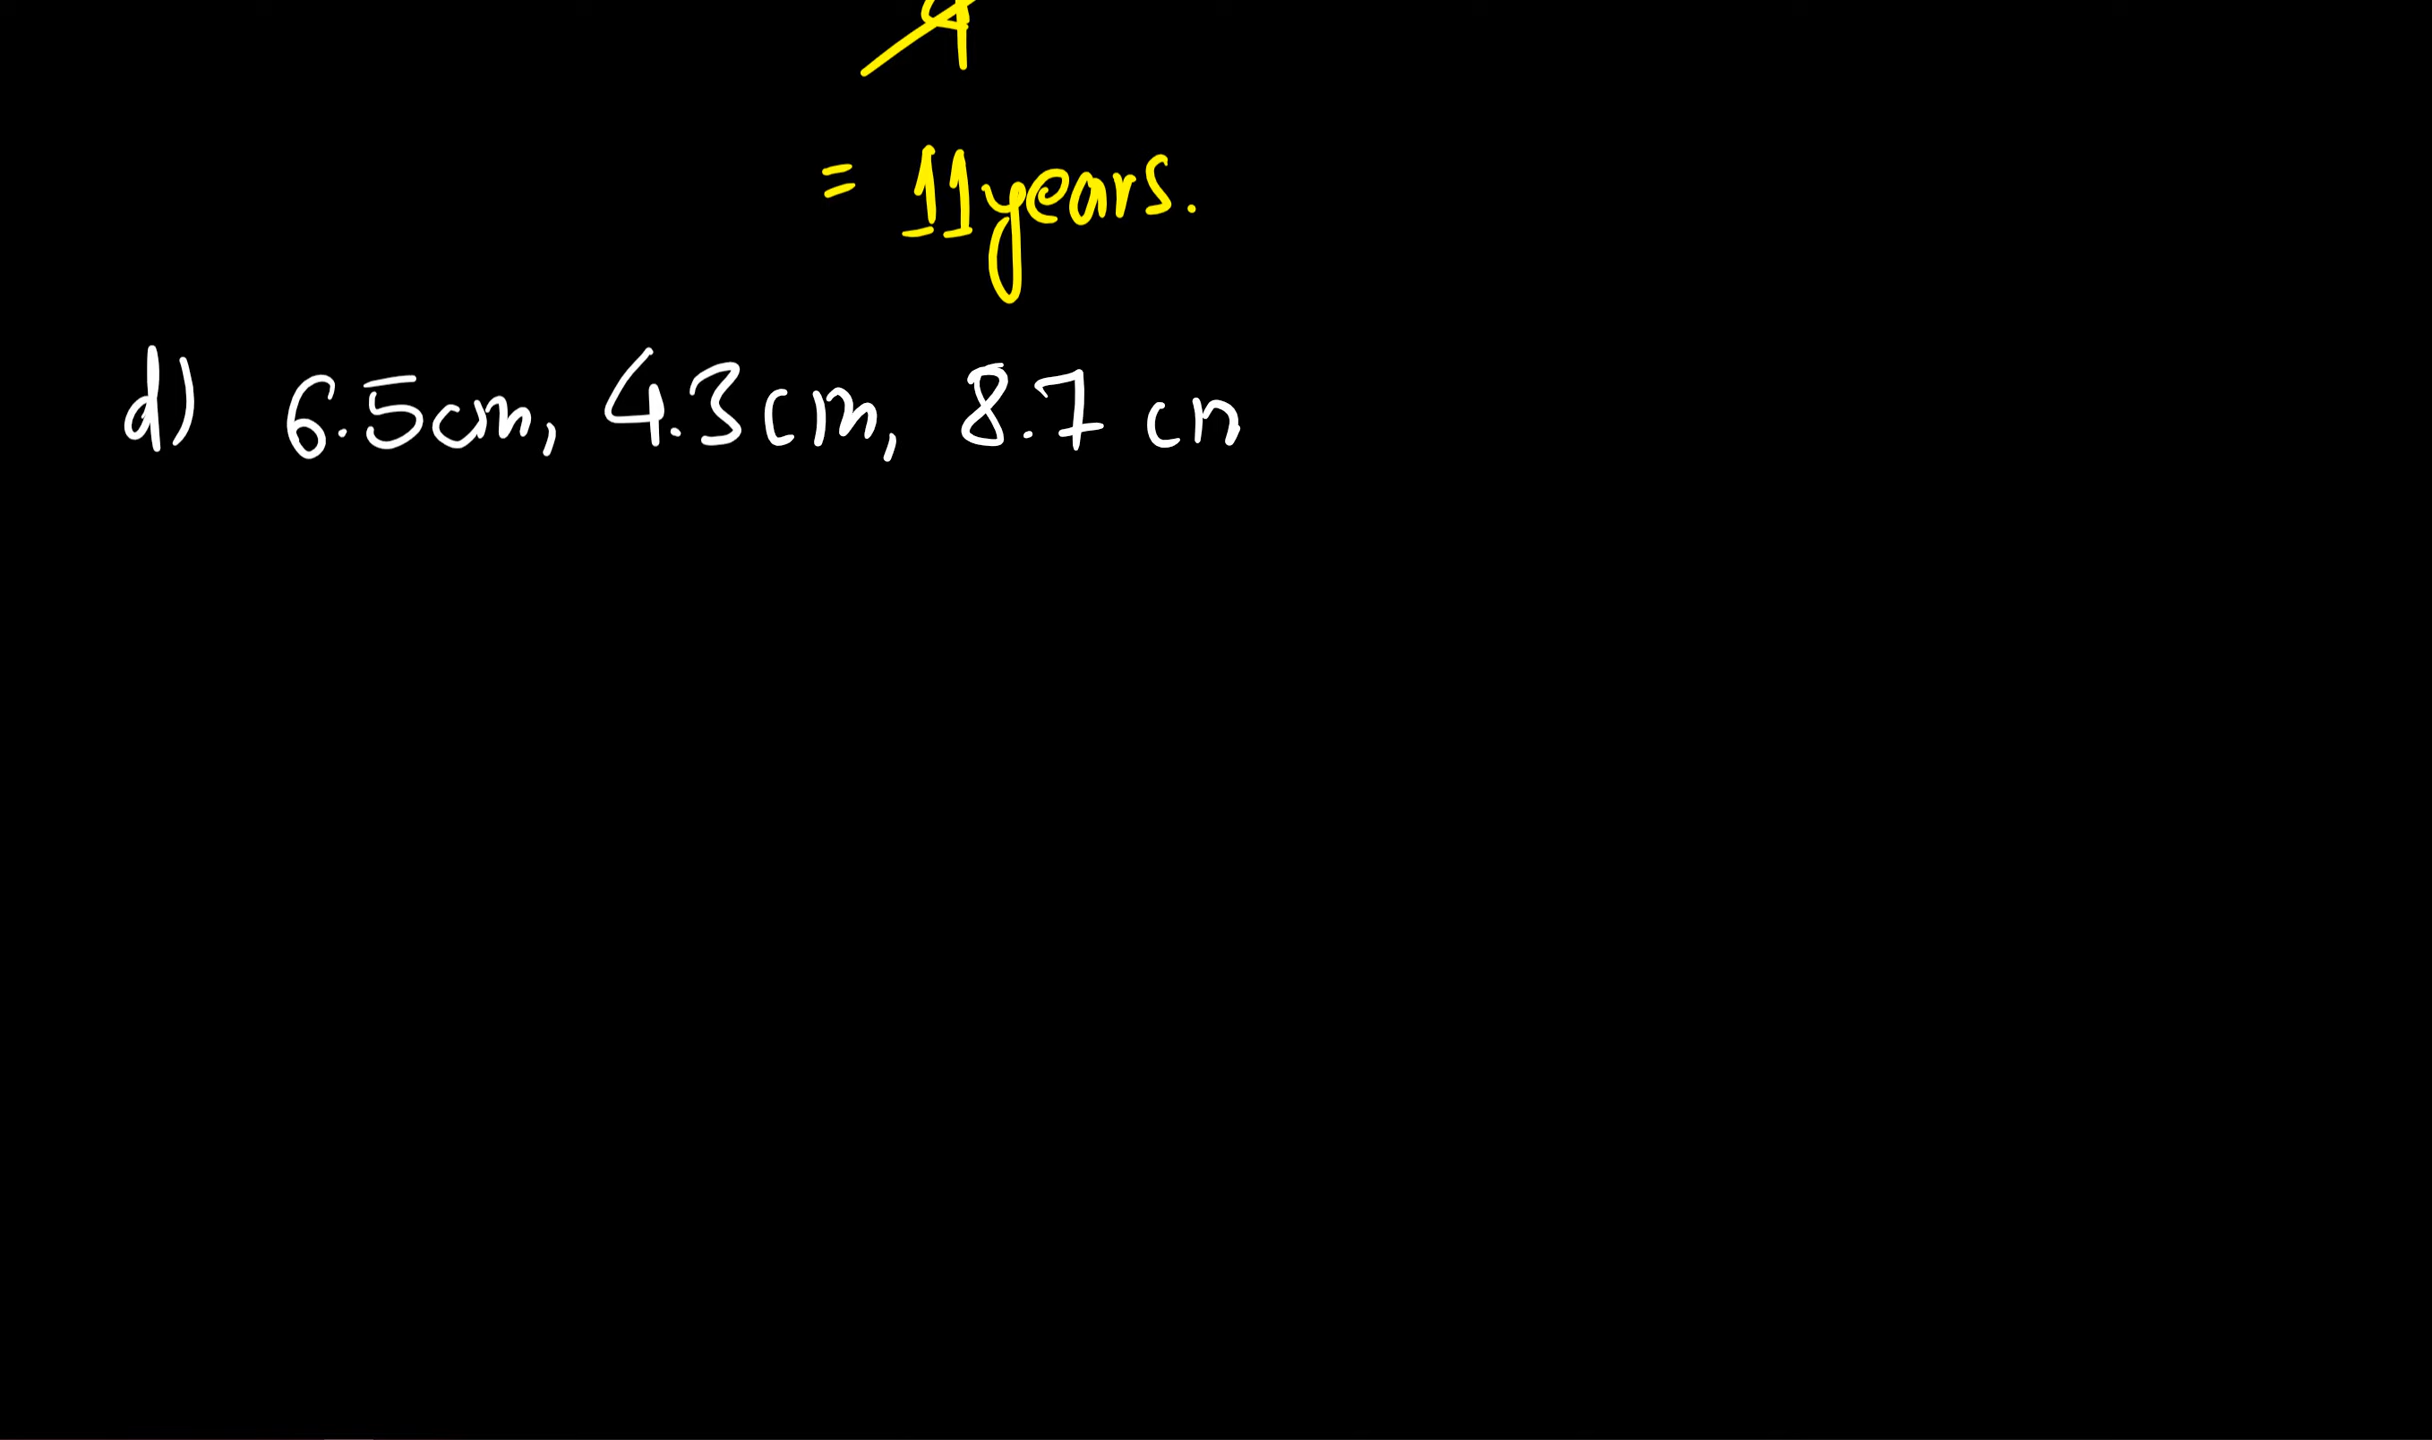 = 11 years.
d) 6.5cm, 4.3cm, 8.7 cm